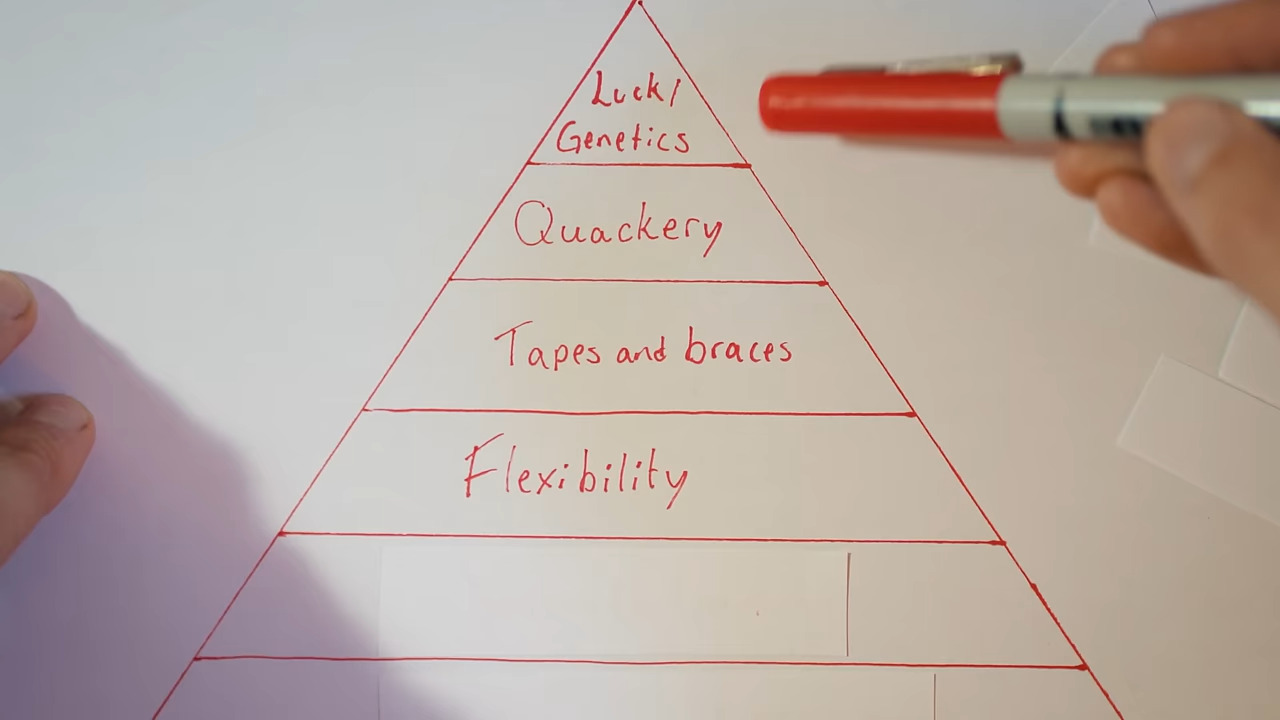 Luck/
Genetics
Quackery
Tapes and braces
Flexibility